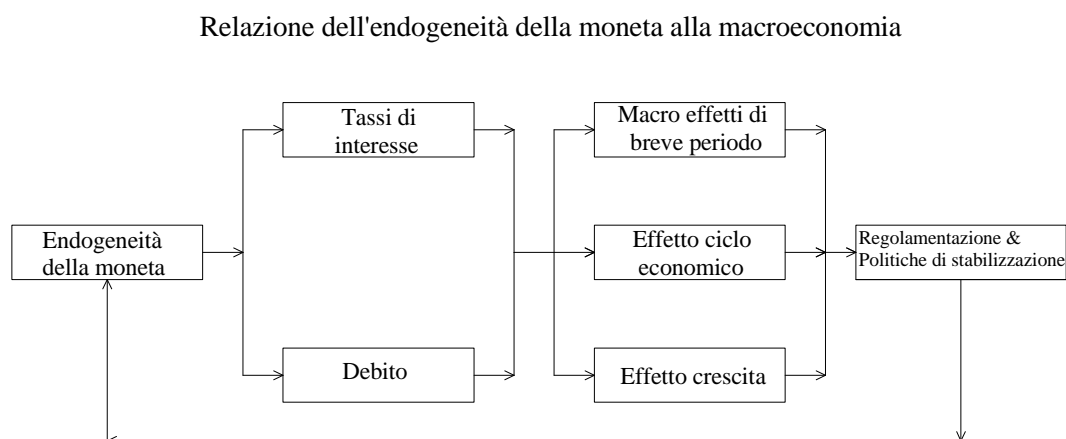 Relazione dell'endogeneità della moneta alla macroeconomia
Tassi di
interesse
Macro effetti di
breve periodo
Endogeneità
della moneta
Effetto ciclo
economico
Regolamentazione &
Politiche di stabilizzazione
Debito
Effetto crescita